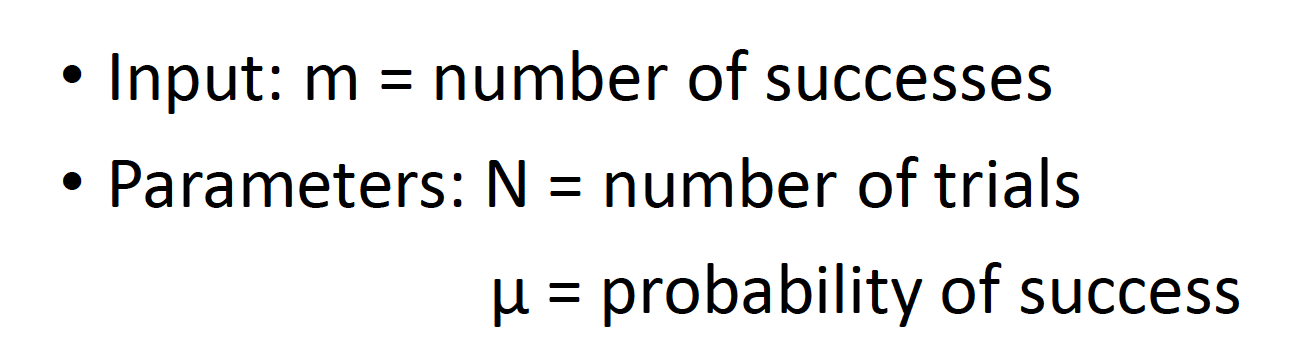 • Input: m = number of successes
• Parameters: N = number of trials
µ = probability of success